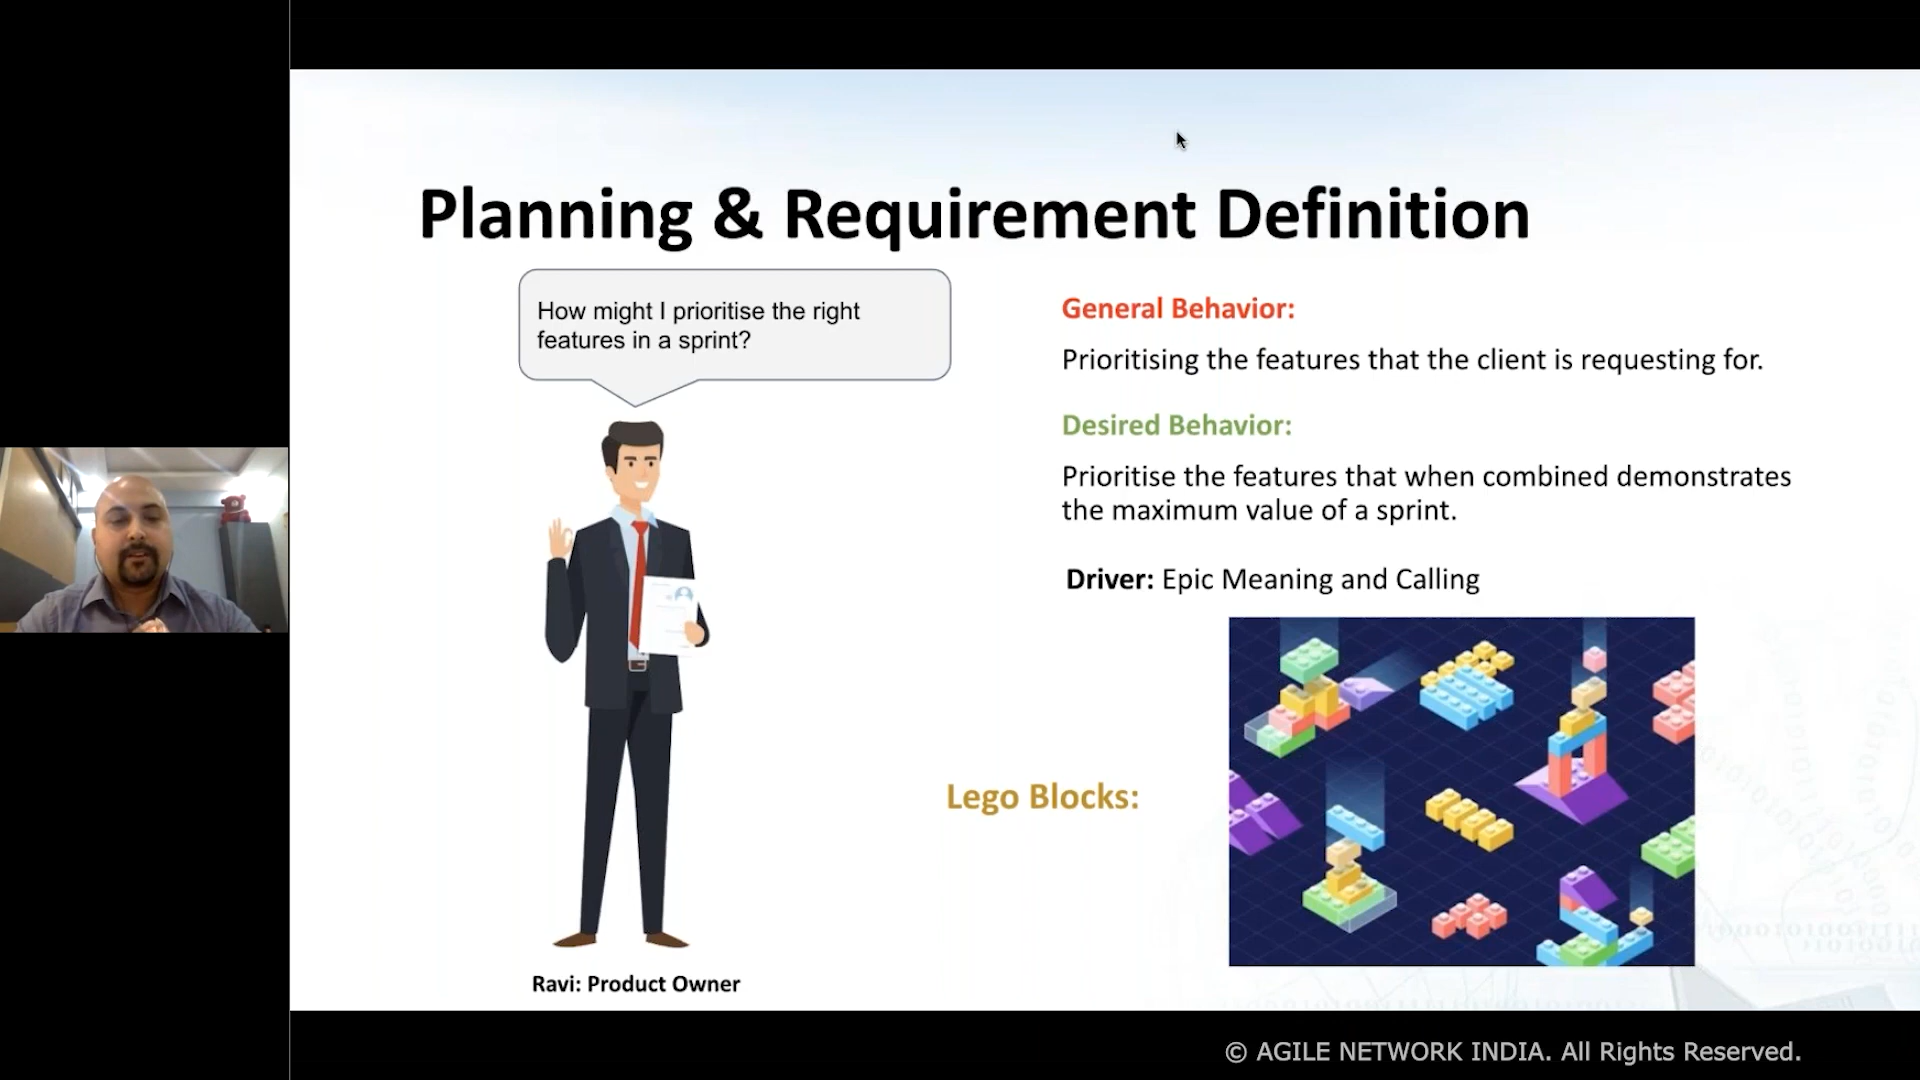 Planning & Requirement Definition
How might I prioritise the right
features in a sprint?
General Behavior:
Prioritising the features that the client is requesting for.
Desired Behavior:
Prioritise the features that when combined demonstrates
the maximum value of a sprint.
Driver: Epic Meaning and Calling
Lego Blocks:
Ravi: Product Owner
© AGILE NETWORK INDIA. All Rights Reserved.